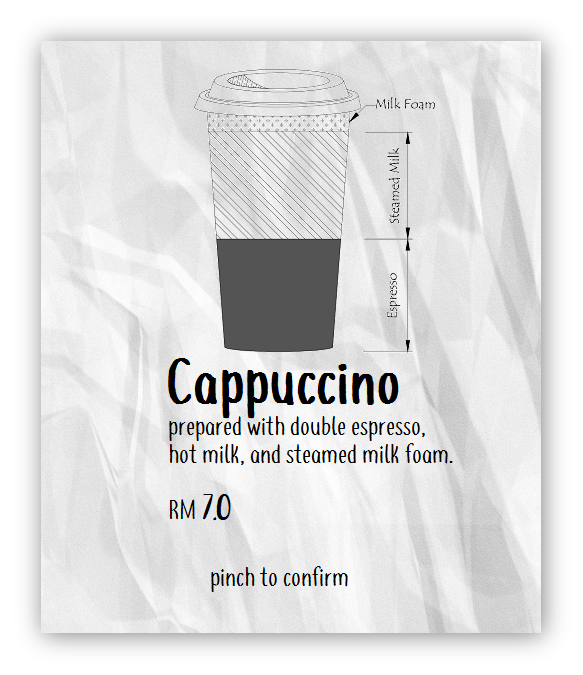 Milk Foam
Steamed Milk
Espresso
Cappuccino
prepared with double espresso,
hot milk, and steamed milk foam.
RM 7.0
pinch to confirm